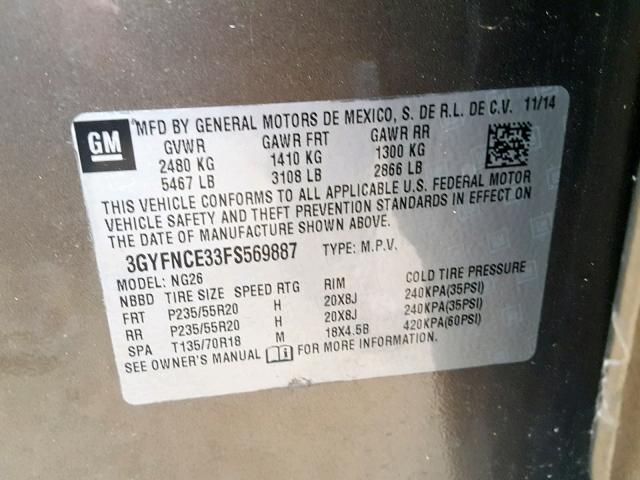 GM
MFD BY GENERAL MOTORS DE MEXICO, S. DE R.L. DE C.V. 11/14
GVWR GAWR FRT GAWR RR
2480 KG 1410 KG 1300 KG
5467 LB 3108 LB 2866 LB
THIS VEHICLE CONFORMS TO ALL APPLICABLE U.S. FEDERAL MOTOR
VEHICLE SAFETY AND THEFT PREVENTION STANDARDS IN EFFECT ON
THE DATE OF MANUFACTURE SHOWN ABOVE.
3GYFNCE33FS569887 TYPE: M.P.V.
MODEL: NG26
NBBD TIRE SIZE SPEED RTG RIM COLD TIRE PRESSURE
FRT P235/55R20 H 20X8J 240KPA(35PSI)
RR P235/55R20 H 20X8J 240KPA(35PSI)
SPA T135/70R18 M 18X4.5B 420KPA(60PSI)
SEE OWNER'S MANUAL FOR MORE INFORMATION.